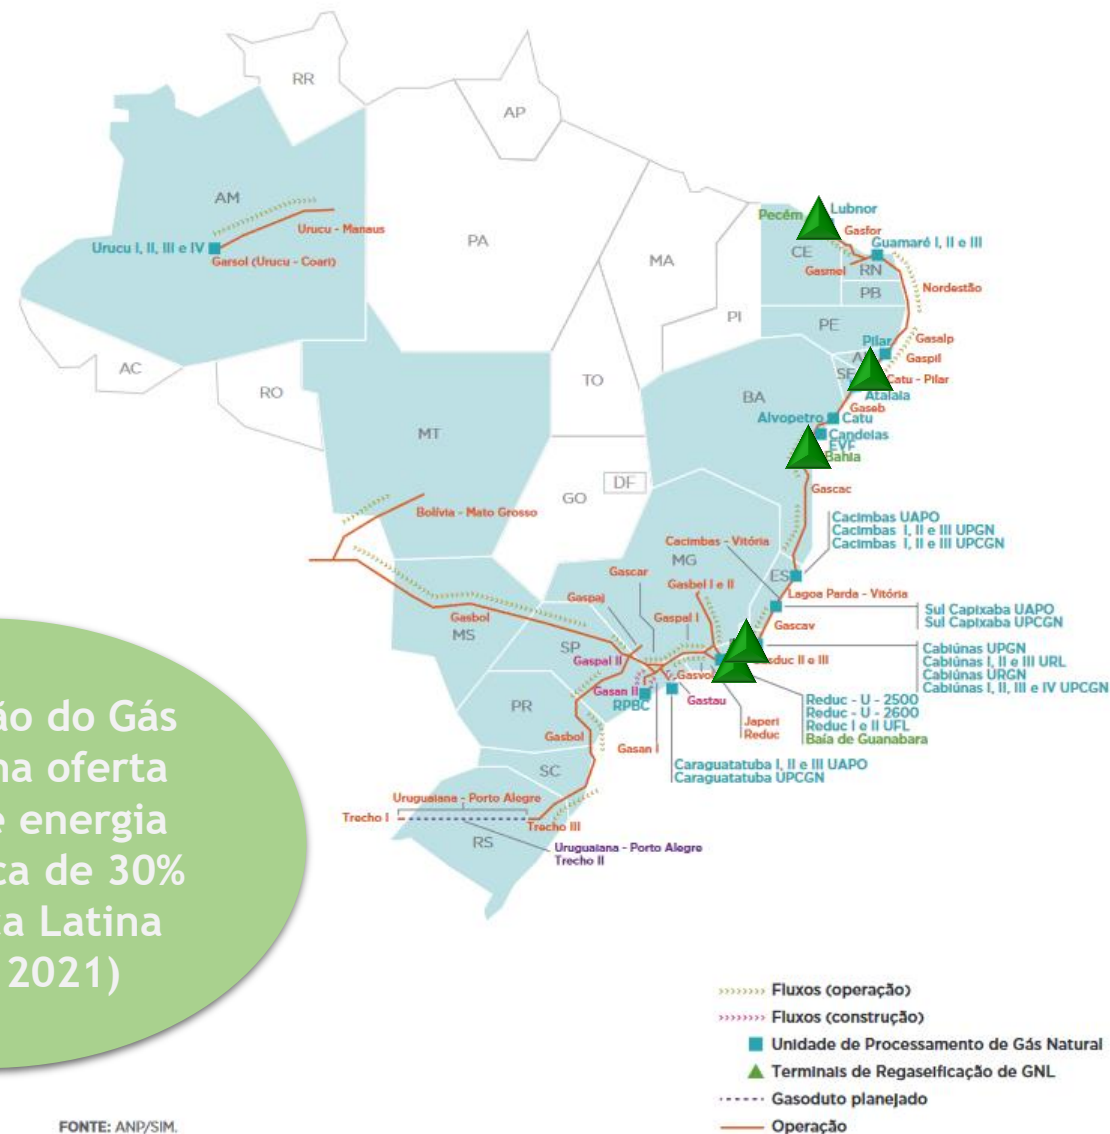 RR
AP
AM
Urucu - Manaus
Urucu I, II, III e IV
Garsol (Urucu - Coari)
PA
MA
PI
AC
RO
TO
MT
GO
DF
Pecém
Lubnor
Gasfor
CE
Guamaré I, II e III
Gasmel
RN
PB
Nordestão
PE
Pilar
Gasalp
Gaspil
SE
Catu - Pilar
Atalaia
BA
Gaseb
Alvopetro
Catu
Candeias
EVF
Bahia
Gascac
Bolívia - Mato Grosso
Cacimbas UAPO
Cacimbas I, II e III UPGN
Cacimbas I, II e III UPCGN
Cacimbas - Vitória
MG
ES
Gascar
Gasbel I e II
Lagoa Parda - Vitória
Gaspaj
Sul Capixaba UAPO
Sul Capixaba UPCGN
Gasbol
Gaspal I
Gascav
MS
SP
Gaspal II
II e III
Cabiúnas UPGN
Cabiúnas I, II e III URL
Cabiúnas URGN
Cabiúnas I, II, III e IV UPCGN
Gasan II
RPBC
Gastau
PR
Reduc - U - 2500
Reduc - U - 2600
Reduc I e II UFL
Baía de Guanabara
Japeri
Reduc
Gasbol
Gasan I
Caraguatatuba I, II e III UAPO
Caraguatatuba UPCGN
SC
Uruguaiana - Porto Alegre
Trecho I
Trecho III
RS
Uruguaiana - Porto Alegre
Trecho II
ão do Gás
na oferta
e energia
ca de 30%
a Latina
2021)
Fluxos (operação)
Fluxos (construção)
Unidade de Processamento de Gás Natural
Terminais de Regaseificação de GNL
Gasoduto planejado
Operação
FONTE: ANP/SIM.